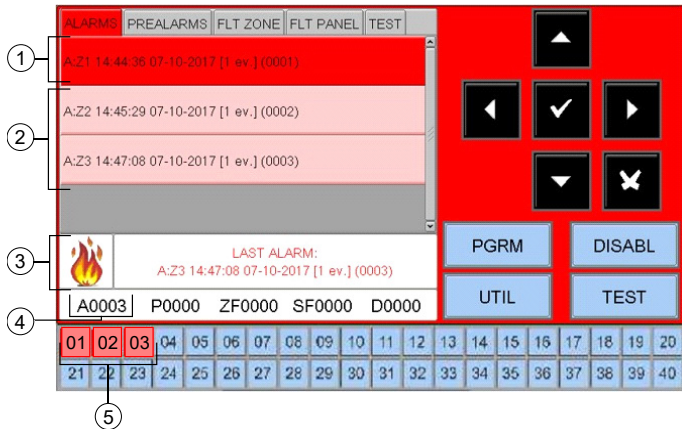 ALARMS PREALARMS FLT ZONE FLT PANEL TEST
1
A:Z1 14:44:36 07-10-2017 [1 ev.] (0001)
2
A:Z2 14:45:29 07-10-2017 [1 ev.] (0002)
A:Z3 14:47:08 07-10-2017 [1 ev.] (0003)
PGRM DISABL
3
LAST ALARM:
A:Z3 14:47:08 07-10-2017 [1 ev.] (0003)
UTIL TEST
4
A0003 P0000 ZF0000 SF0000 D0000
01 02 03 04 05 06 07 08 09 10 11 12 13 14 15 16 17 18 19 20
21 22 23 24 25 26 27 28 29 30 31 32 33 34 35 36 37 38 39 40
5